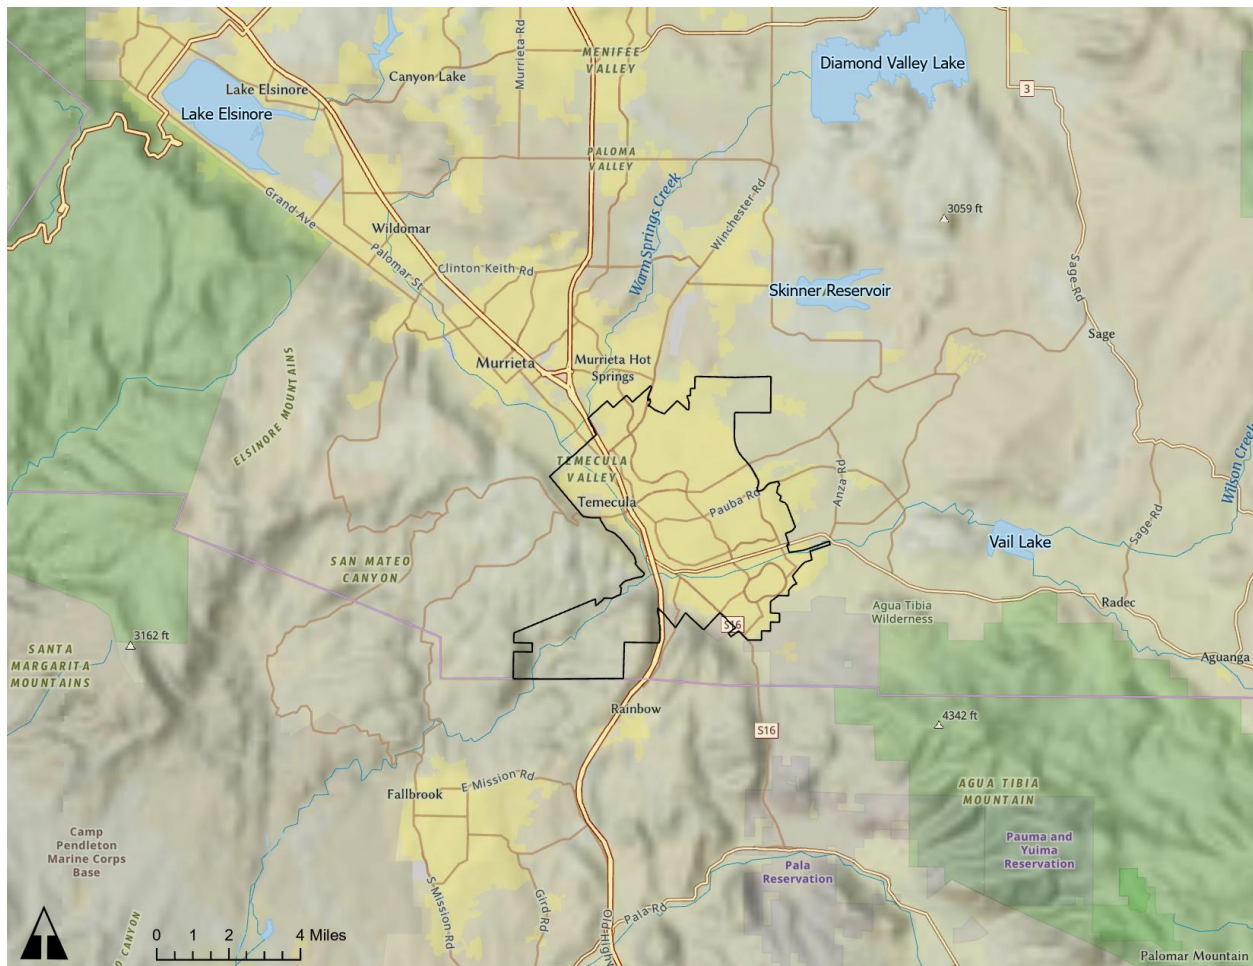 MENIFEE
VALLEY
Murrieta-Rd
Diamond Valley Lake
Canyon Lake
Lake Elsinore
3
Lake Elsinore
PALOMA
VALLEY
Warm Springs Creek
Winchester-Rd
Grand-Ave
3059 ft
Wildomar
Palomar-St
Clinton Keith Rd
Skinner Reservoir
Sage-Rd
Sage
ELSINORE MOUNTAINS
Murrieta
Murrieta Hot
Springs
TEMECULA
VALLEY
Temecula
Pauba-Rd
Anza-Rd
Wilson Creek
Sage-Rd
Vail Lake
SAN MATEO
CANYON
Agua Tibia
Wilderness
Radec
S16
3162 ft
SANTA
MARGARITA
MOUNTAINS
Aguanga
Rainbow
4342 ft
S16
E Mission Rd
Fallbrook
AGUA TIBIA
MOUNTAIN
Camp
Pendleton
Marine Corps
Base
Pauma and
Yuima
Reservation
Pala
Reservation
S-Mission-Rd
Gird-Rd
Pala-Rd
Old-Highw
O CANYON
0 1 2 4 Miles
Palomar Mountain